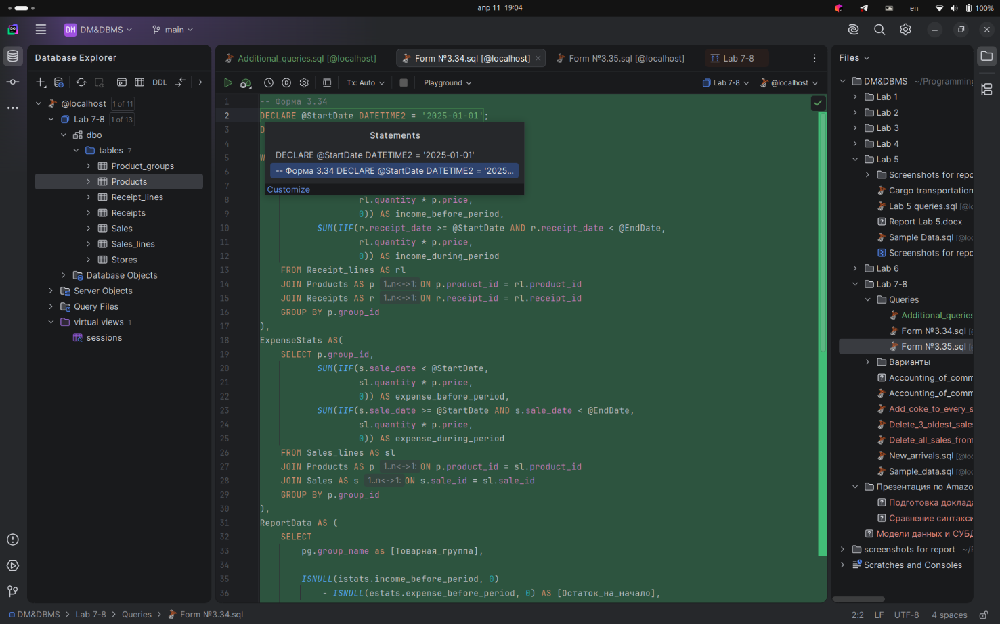 апр 11 19:04
en
100%
DM DM&DBMS
main
Database Explorer
DDL
@localhost 1 of 11
Lab 7-8 1 of 13
dbo
tables 7
Product_groups
Products
Receipt_lines
Receipts
Sales
Sales_lines
Stores
Database Objects
Server Objects
Query Files
virtual views 1
sessions
Additional_queries.sql [@localhost]
Form №3.34.sql [@localhost]
Form №3.35.sql [@localhost]
Lab 7-8
Tx: Auto
Playground
Lab 7-8
@localhost
1 -- Форма 3.34
2 DECLARE @StartDate DATETIME2 = '2025-01-01';
3 D
4
5 W
6
7
Statements
DECLARE @StartDate DATETIME2 = '2025-01-01'
-- Форма 3.34 DECLARE @StartDate DATETIME2 = '2025...
Customize
8 rl.quantity * p.price,
9 0)) AS income_before_period,
10 SUM(IIF(r.receipt_date >= @StartDate AND r.receipt_date < @EndDate,
11 rl.quantity * p.price,
12 0)) AS income_during_period
13 FROM Receipt_lines AS rl
14 JOIN Products AS p 1..n<->1: ON p.product_id = rl.product_id
15 JOIN Receipts AS r 1..n<->1: ON r.receipt_id = rl.receipt_id
16 GROUP BY p.group_id
17 ),
18 ExpenseStats AS(
19 SELECT p.group_id,
20 SUM(IIF(s.sale_date < @StartDate,
21 sl.quantity * p.price,
22 0)) AS expense_before_period,
23 SUM(IIF(s.sale_date >= @StartDate AND s.sale_date < @EndDate,
24 sl.quantity * p.price,
25 0)) AS expense_during_period
26 FROM Sales_lines AS sl
27 JOIN Products AS p 1..n<->1: ON p.product_id = sl.product_id
28 JOIN Sales AS s 1..n<->1: ON s.sale_id = sl.sale_id
29 GROUP BY p.group_id
30 ),
31 ReportData AS (
32 SELECT
33 pg.group_name as [Товарная_группа],
34
35 ISNULL(istats.income_before_period, 0)
36 - ISNULL(estats.expense_before_period, 0) AS [Остаток_на_начало],
Files
DM&DBMS ~/Programming
Lab 1
Lab 2
Lab 3
Lab 4
Lab 5
Screenshots for repo
Cargo transportation
Lab 5 queries.sql [@lo
Report Lab 5.docx
Sample Data.sql [@loc
Screenshots for repo
Lab 6
Lab 7-8
Queries
Additional_queries
Form №3.34.sql [
Form №3.35.sql [
Варианты
Accounting_of_comm
Accounting_of_comm
Add_coke_to_every_s
Delete_3_oldest_sale
Delete_all_sales_from
New_arrivals.sql [@loc
Sample_data.sql [@loc
Презентация по Amazo
Подготовка доклада
Сравнение синтакси
Модели данных и СУБД
screenshots for report ~/P
Scratches and Consoles
DM&DBMS > Lab 7-8 > Queries > Form №3.34.sql
2:2 LF UTF-8 4 spaces